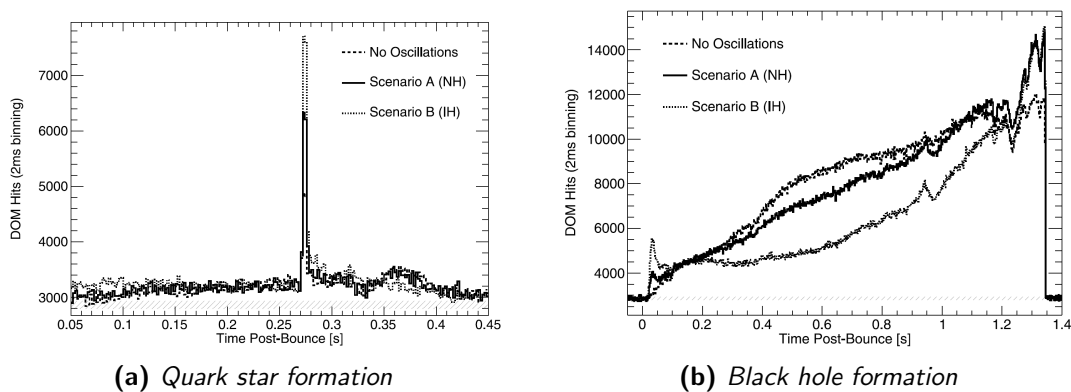 DOM Hits (2ms binning)
7000
6000
5000
4000
3000
No Oscillations
Scenario A (NH)
Scenario B (IH)
0.05
0.1
0.15
0.2
0.25
0.3
0.35
0.4
0.45
Time Post-Bounce [s]
(a) Quark star formation
DOM Hits (2ms binning)
14000
12000
10000
8000
6000
4000
No Oscillations
Scenario A (NH)
Scenario B (IH)
0
0.2
0.4
0.6
0.8
1
1.2
1.4
Time Post-Bounce [s]
(b) Black hole formation